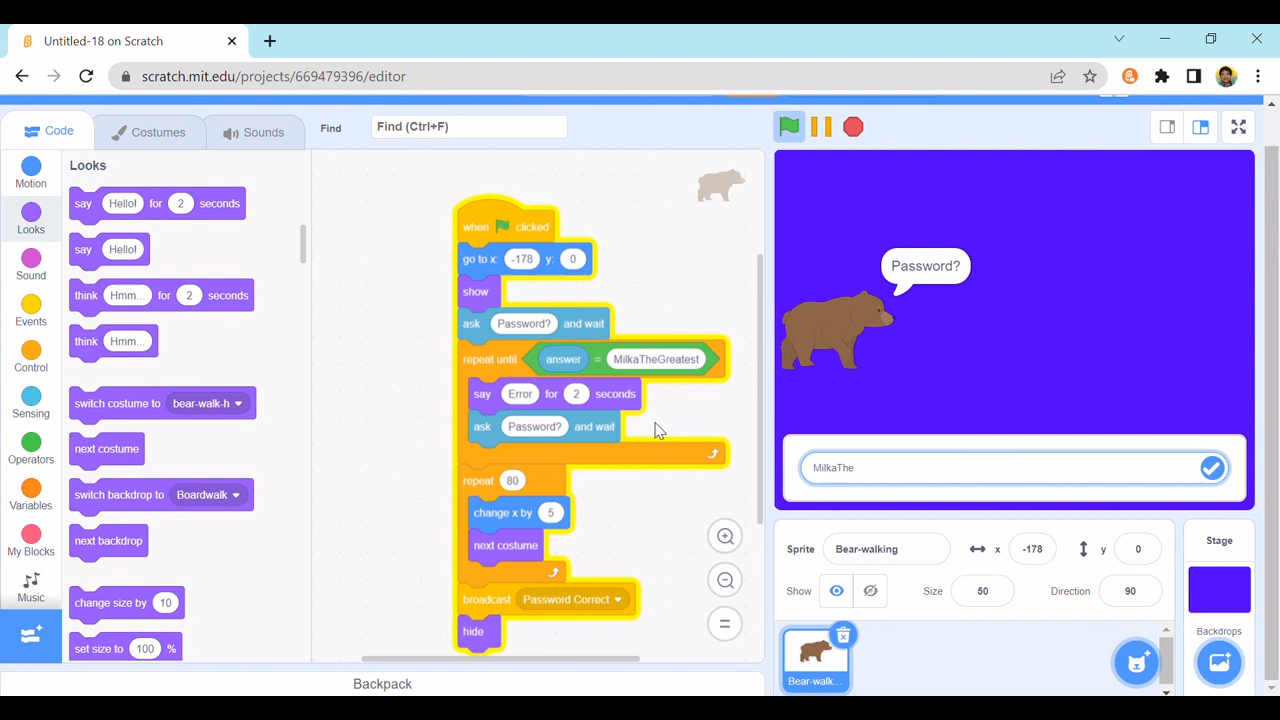 Untitled-18 on Scratch
scratch.mit.edu/projects/669479396/editor
Code
Costumes
Sounds
Find
Find (Ctrl+F)
Motion
Looks
Sound
Events
Control
Sensing
Operators
Variables
My Blocks
Music
Looks
say Hello! for 2 seconds
say Hello!
think Hmm... for 2 seconds
think Hmm...
switch costume to bear-walk-h
next costume
switch backdrop to Boardwalk
next backdrop
change size by 10
set size to 100 %
when clicked
go to x: -178 y: 0
show
ask Password? and wait
repeat until answer = MilkaTheGreatest
say Error for 2 seconds
ask Password? and wait
repeat 80
change x by 5
next costume
broadcast Password Correct
hide
Backpack
Password?
MilkaThe
Sprite Bear-walking x -178 y 0
Show Size 50 Direction 90
Bear-walk...
Stage
Backdrops